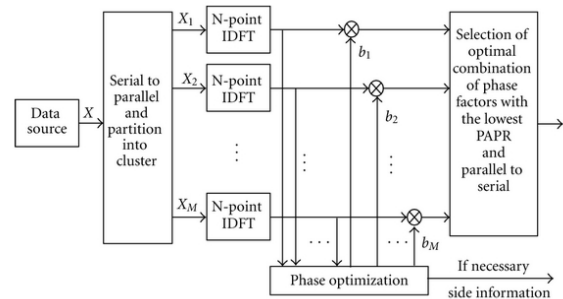 Data
source
X
Serial to
parallel and
partition
into
cluster
X1
N-point
IDFT
b1
X2
N-point
IDFT
b2
XM
N-point
IDFT
bM
Phase optimization
Selection of
optimal
combination
of phase
factors with
the lowest
PAPR
and
parallel to
serial
If necessary
side information